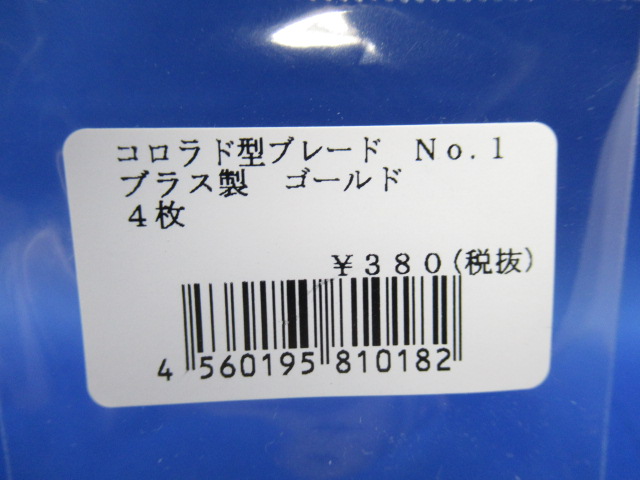 コロラド型ブレード　Ｎｏ.１
ブラス製　ゴールド
４枚
￥３８０(税抜)
4 560195 810182